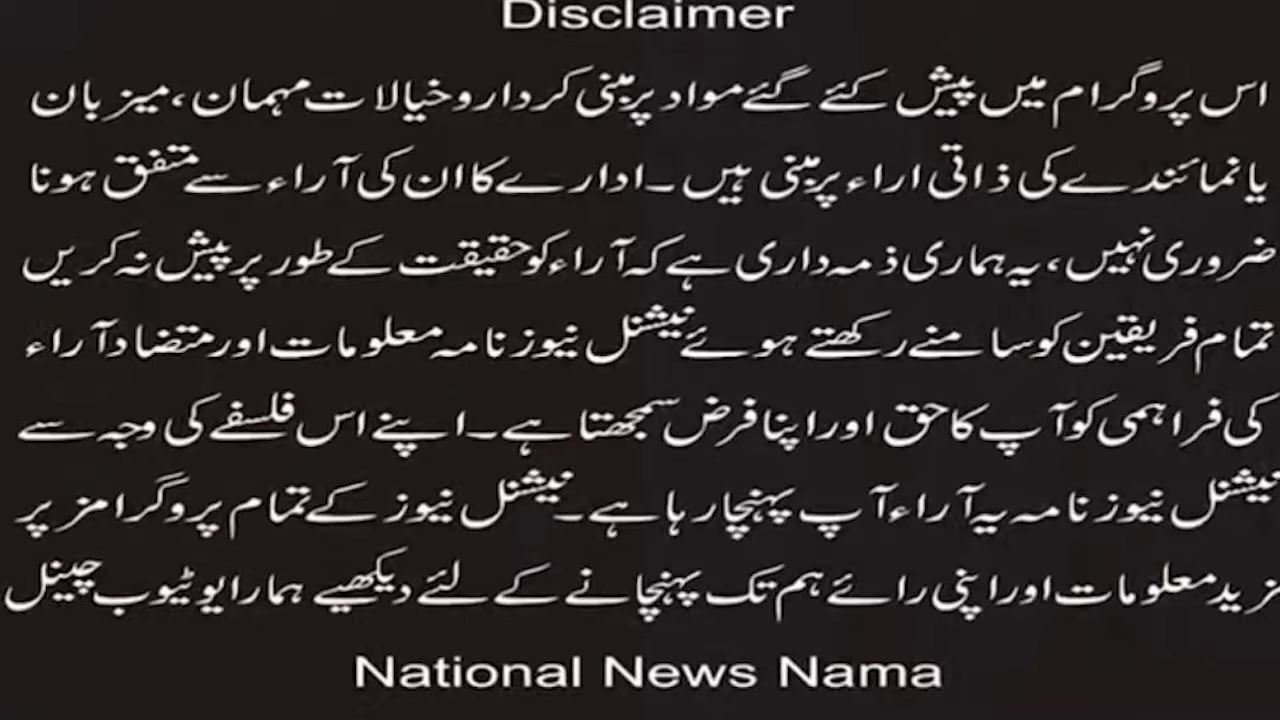 Disclaimer
اس پروگرام میں پیش کئے گئے مواد پر مبنی کردار و خیالات مہمان، میزبان
یا نمائندے کی ذاتی اراء پر مبنی ہیں۔ ادارے کا ان کی آراء سے متفق ہونا
ضروری نہیں، یہ ہماری ذمہ داری ہے کہ آراء کو حقیقت کے طور پر پیش نہ کریں
تمام فریقین کو سامنے رکھتے ہوئے نیشنل نیوز نامہ معلومات اور متضاد آراء
کی فراہمی کو آپ کا حق اور اپنا فرض سمجھتا ہے۔ اپنے اس فلسفے کی وجہ سے
نیشنل نیوز نامہ یہ آراء آپ پہنچا رہا ہے۔ نیشنل نیوز کے تمام پروگرامز پر
مزید معلومات اور اپنی رائے ہم تک پہنچانے کے لئے دیکھیے ہمارا یوٹیوب چینل
National News Nama